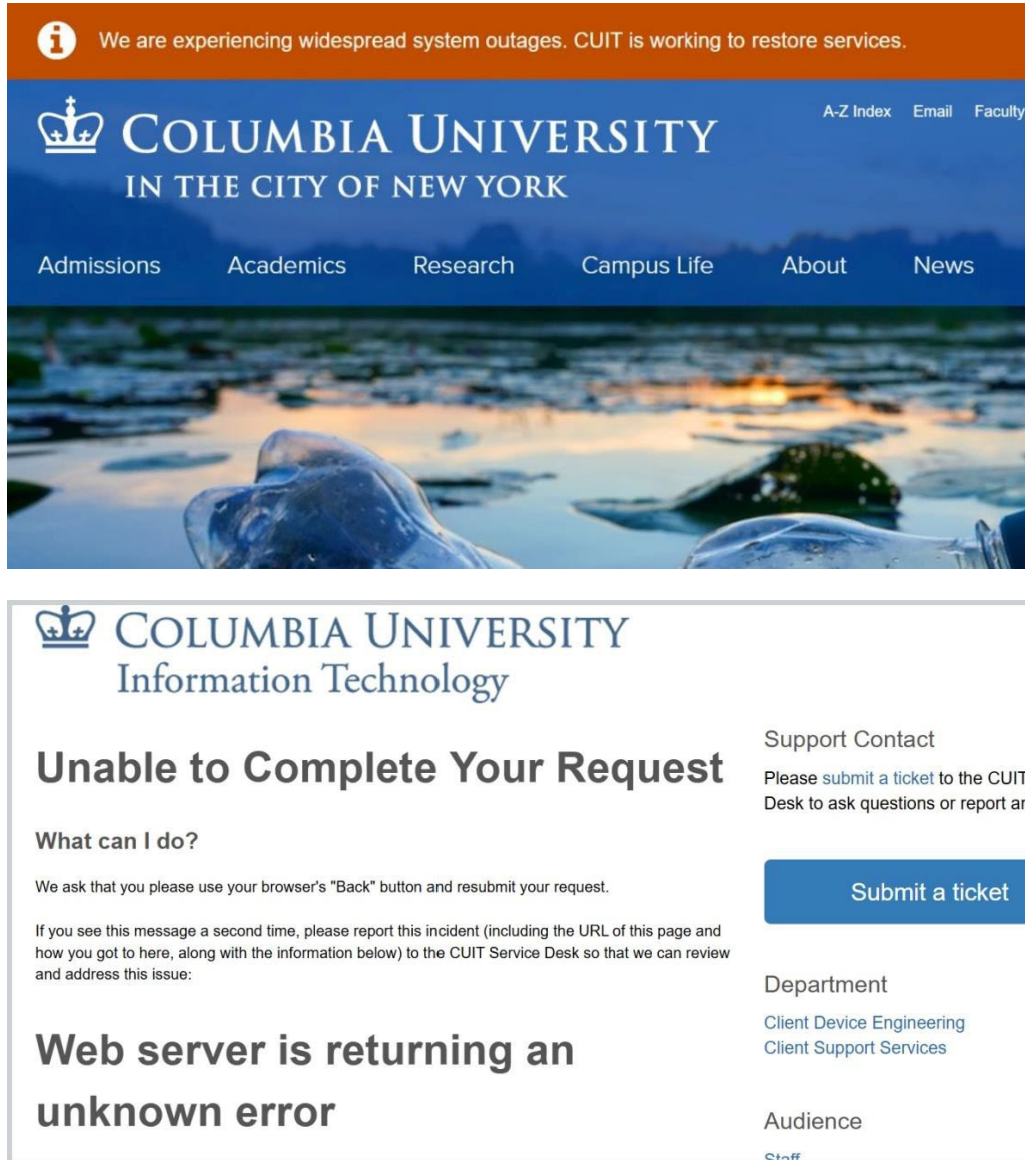 We are experiencing widespread system outages. CUIT is working to restore services.
A-Z Index Email Faculty
COLUMBIA UNIVERSITY
IN THE CITY OF NEW YORK
Admissions Academics Research Campus Life About News
COLUMBIA UNIVERSITY
Information Technology
Unable to Complete Your Request
What can I do?
We ask that you please use your browser's "Back" button and resubmit your request.
If you see this message a second time, please report this incident (including the URL of this page and
how you got to here, along with the information below) to the CUIT Service Desk so that we can review
and address this issue:
Web server is returning an
unknown error
Support Contact
Please submit a ticket to the CUIT
Desk to ask questions or report
Submit a ticket
Department
Client Device Engineering
Client Support Services
Audience
Staff